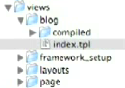 views
blog
compiled
index.tpl
framework_setup
layouts
page